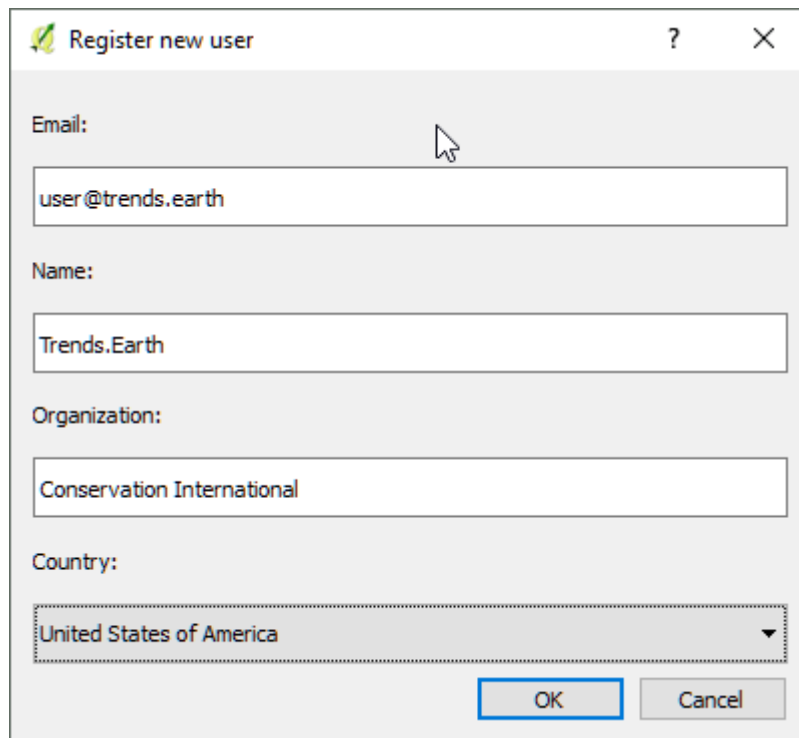 Register new user
?
Email:
user@trends.earth
Name:
Trends.Earth
Organization:
Conservation International
Country:
United States of America
OK Cancel